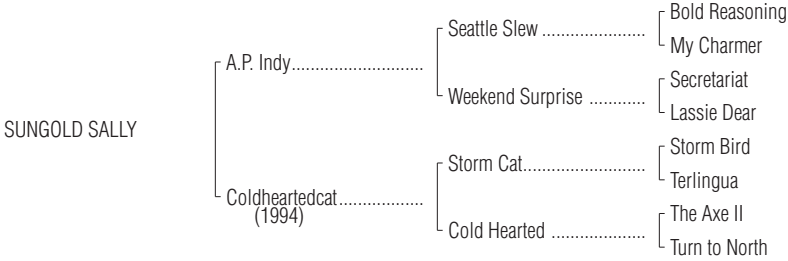 Bold Reasoning
Seattle Slew ......................
My Charmer
A.P. Indy...........................
Secretariat
Weekend Surprise ............
Lassie Dear
SUNGOLD SALLY
Storm Bird
Storm Cat.........................
Terlingua
Coldheartedcat..................
(1994)
The Axe II
Cold Hearted ....................
Turn to North